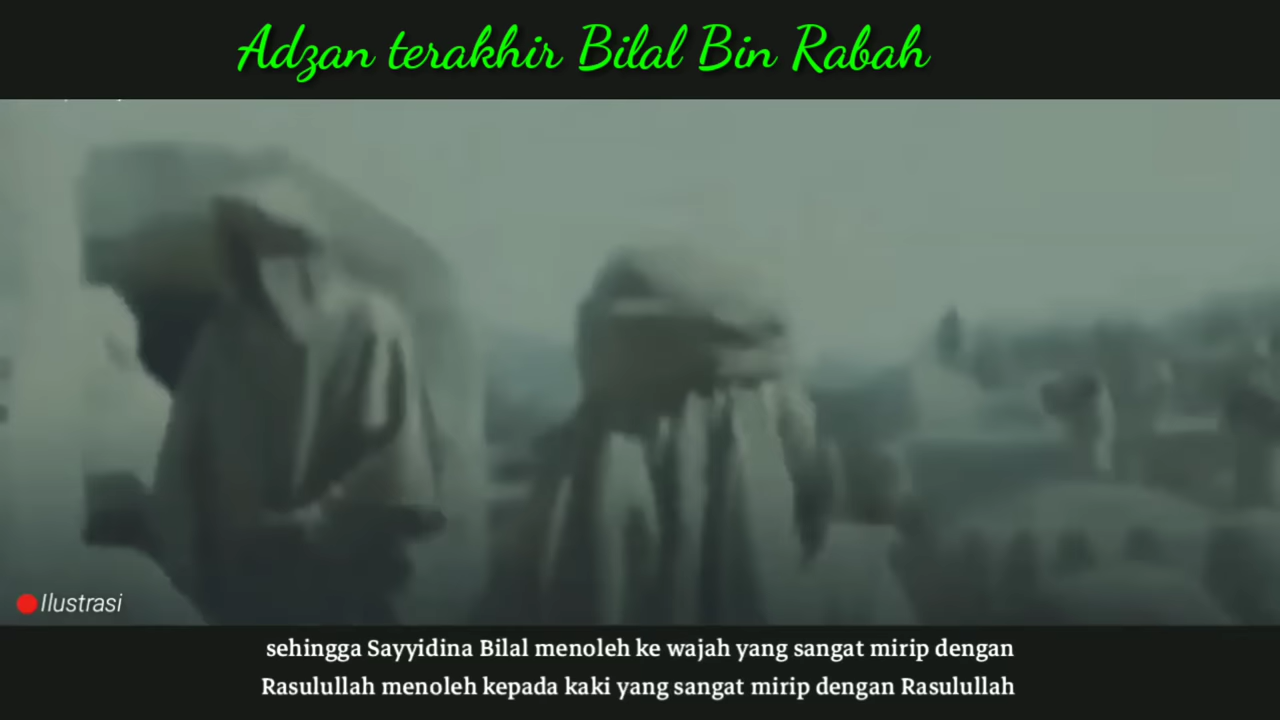 Adzan terakhir Bilal Bin Rabah
Ilustrasi
sehingga Sayyidina Bilal menoleh ke wajah yang sangat mirip dengan
Rasulullah menoleh kepada kaki yang sangat mirip dengan Rasulullah